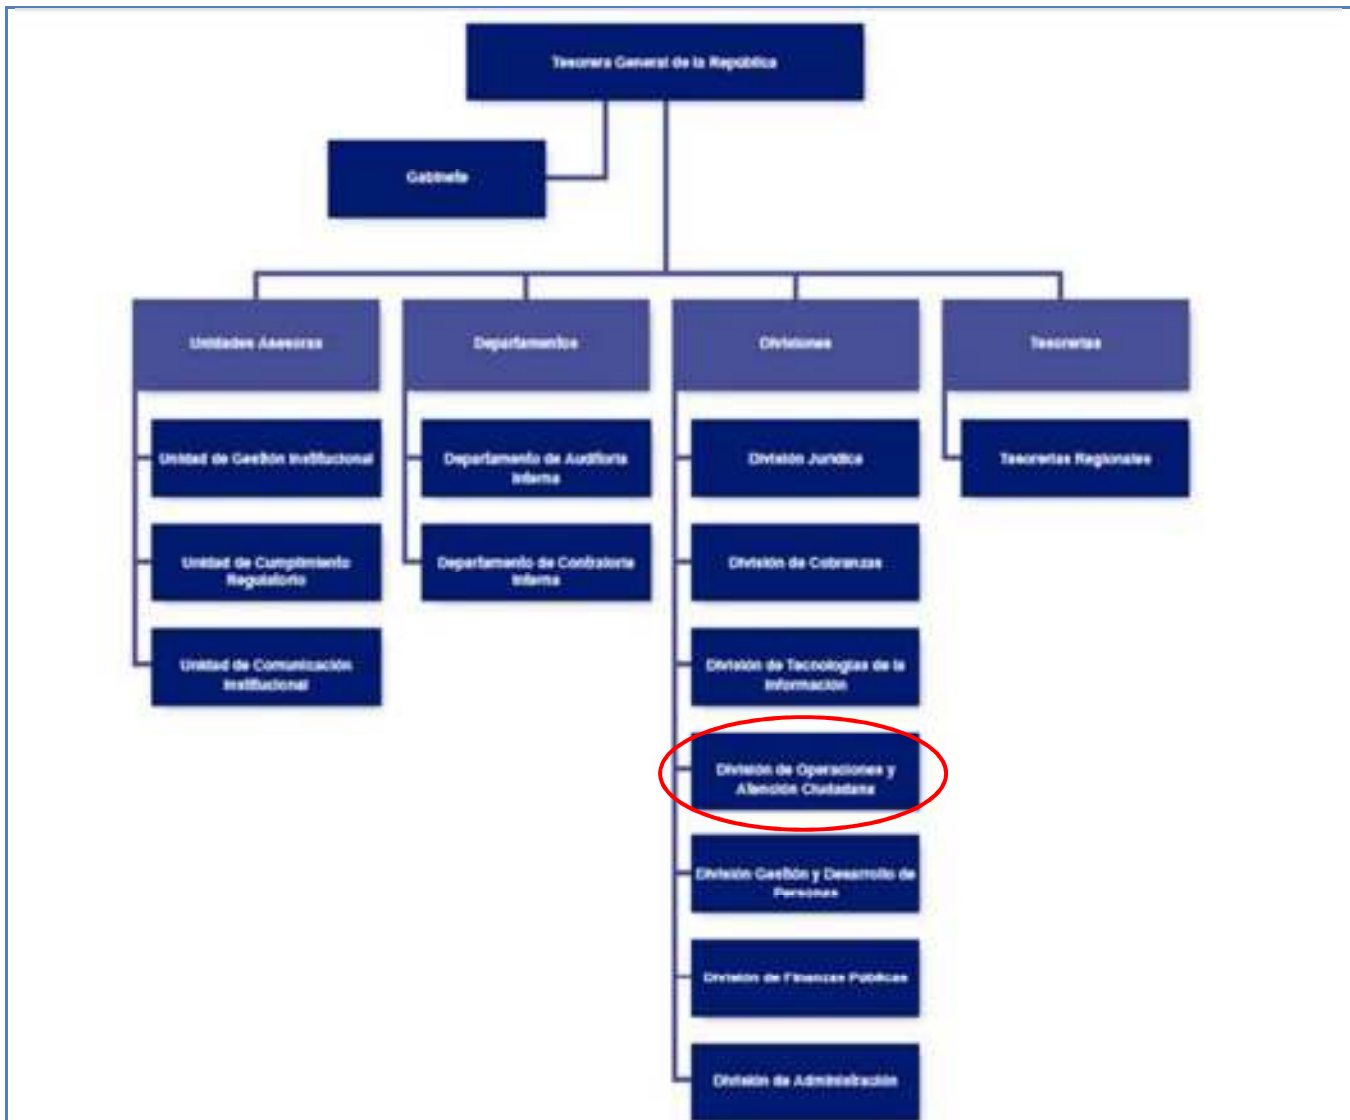 Tesorera General de la República
Gabinete
Unidades Asesoras
Departamentos
Divisiones
Tesorerías
Unidad de Gestión Institucional
Departamento de Auditoría
Interna
División Jurídica
Tesorerías Regionales
Unidad de Cumplimiento
Regulatorio
Departamento de Contraloría
Interna
División de Cobranzas
Unidad de Comunicación
Institucional
División de Tecnologías de la
Información
División de Operaciones y
Atención Ciudadana
División Gestión y Desarrollo de
Personas
División de Finanzas Públicas
División de Administración